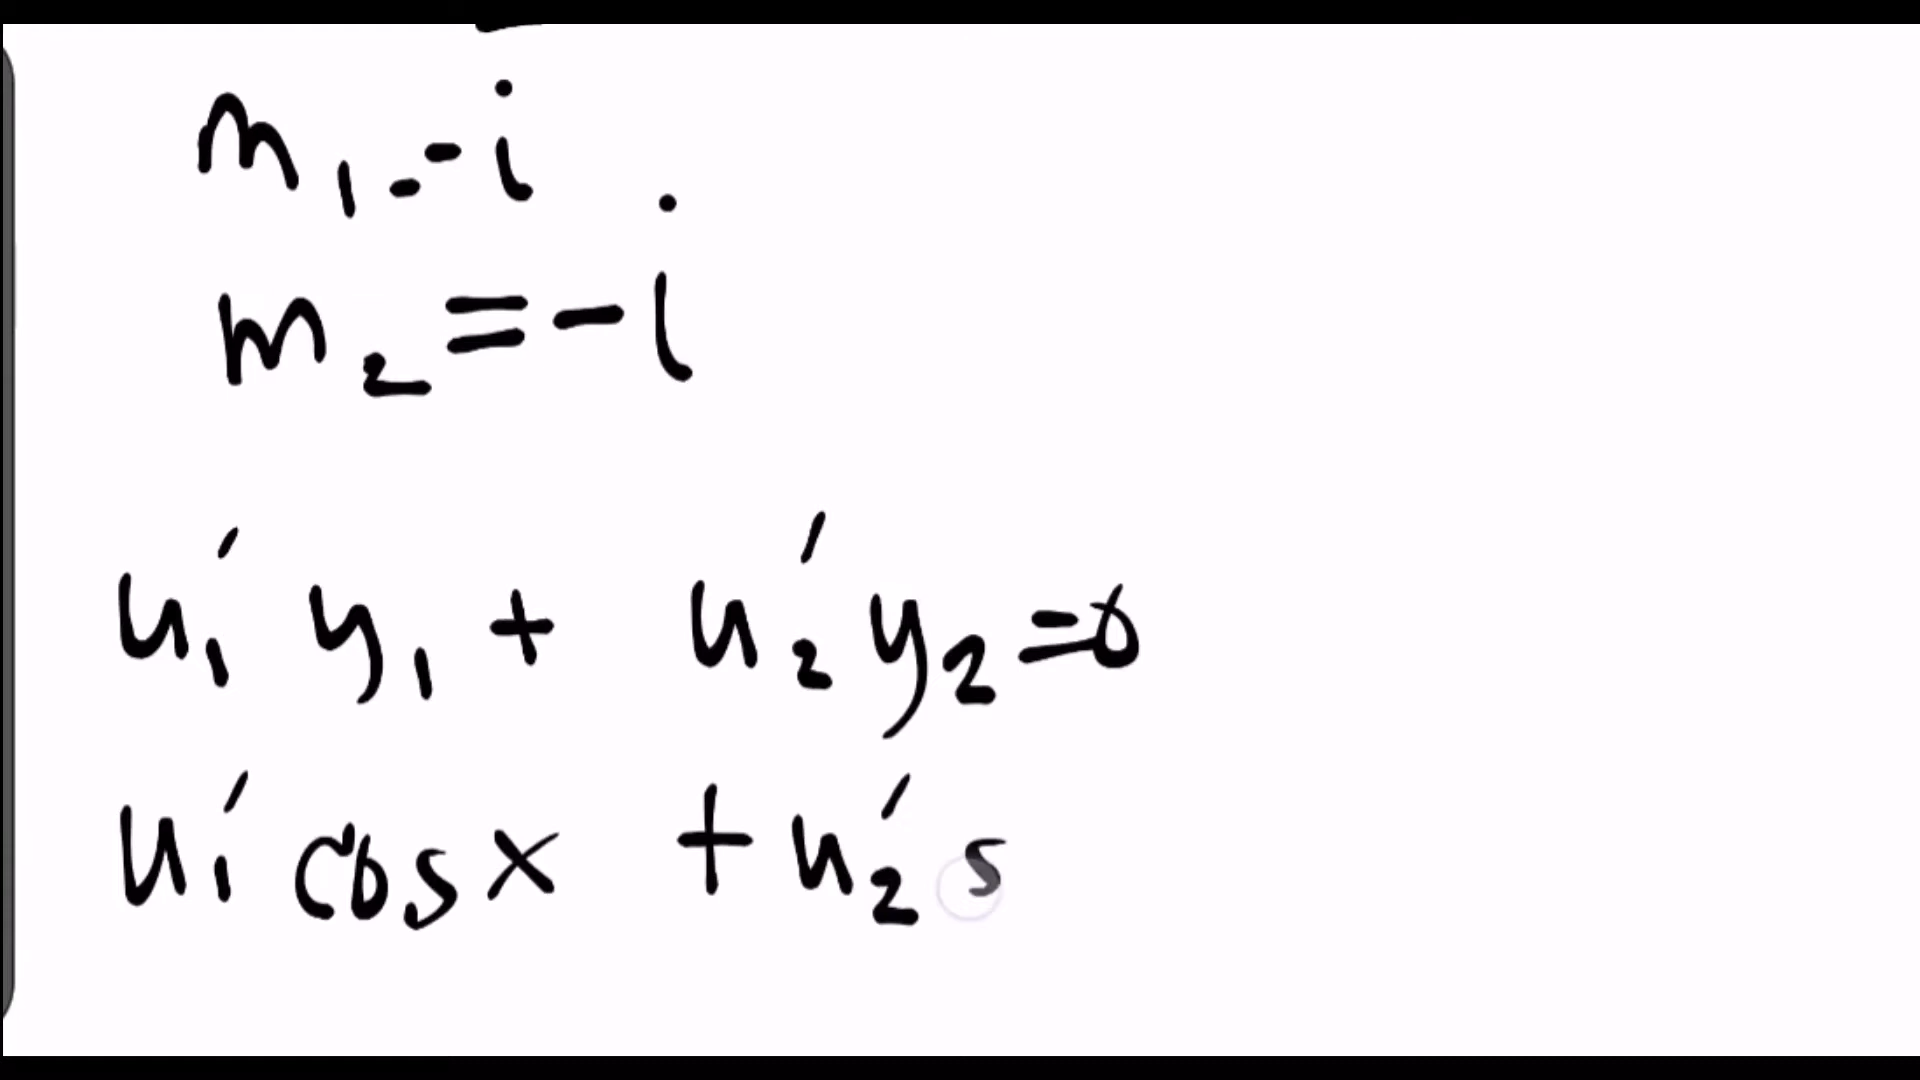 m₁ = i
m₂ = -i
u₁' y₁ + u₂' y₂ = 0
u₁' cos x + u₂' s